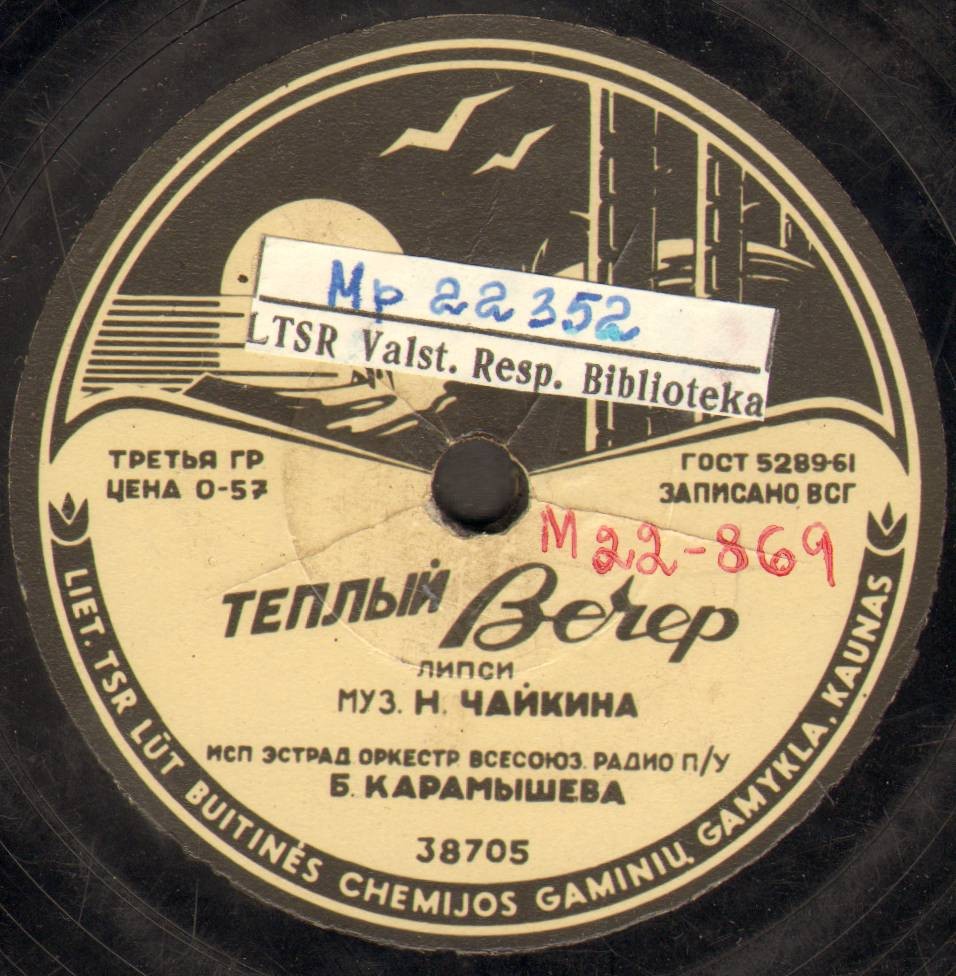 Мр 22352
LTSR Valst. Resp. Biblioteka
ТРЕТЬЯ ГР
ЦЕНА 0-57
ГОСТ 5289-61
ЗАПИСАНО ВСГ
М 22-869
ТЕПЛЫЙ Вечер
ЛИПСИ
МУЗ. Н. ЧАЙКИНА
ИСП ЭСТРАД. ОРКЕСТР ВСЕСОЮЗ. РАДИО П/У
Б. КАРАМЫШЕВА
38705
LIET. TSR LŪT BUITINĖS CHEMIJOS GAMINIŲ GAMYKLA, KAUNAS